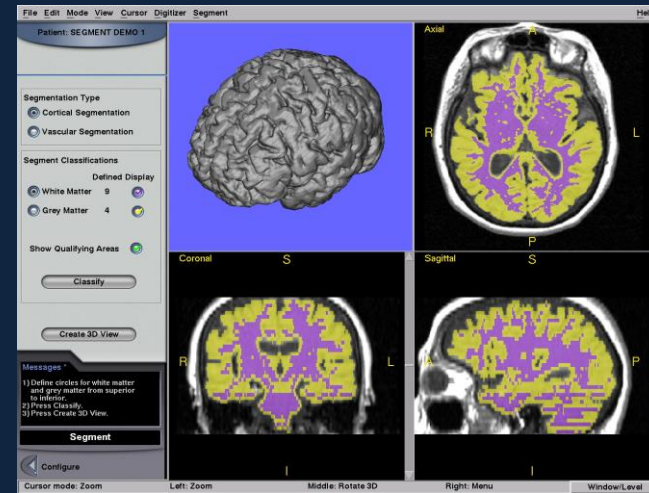 File Edit Mode View Cursor Digitizer Segment
Patient: SEGMENT DEMO 1
Segmentation Type
Cortical Segmentation
Vascular Segmentation
Segment Classifications
Defined Display
White Matter 9
Grey Matter 4
Show Qualifying Areas
Classify
Create 3D View
Messages
1) Define circles for white matter
and grey matter from superior
to inferior.
2) Press Classify.
3) Press Create 3D View.
Segment
Configure
Axial
A
R
L
P
Coronal
S
R
L
I
Sagittal
S
A
P
I
Cursor mode: Zoom Left: Zoom Middle: Rotate 3D Right: Menu Window/Level